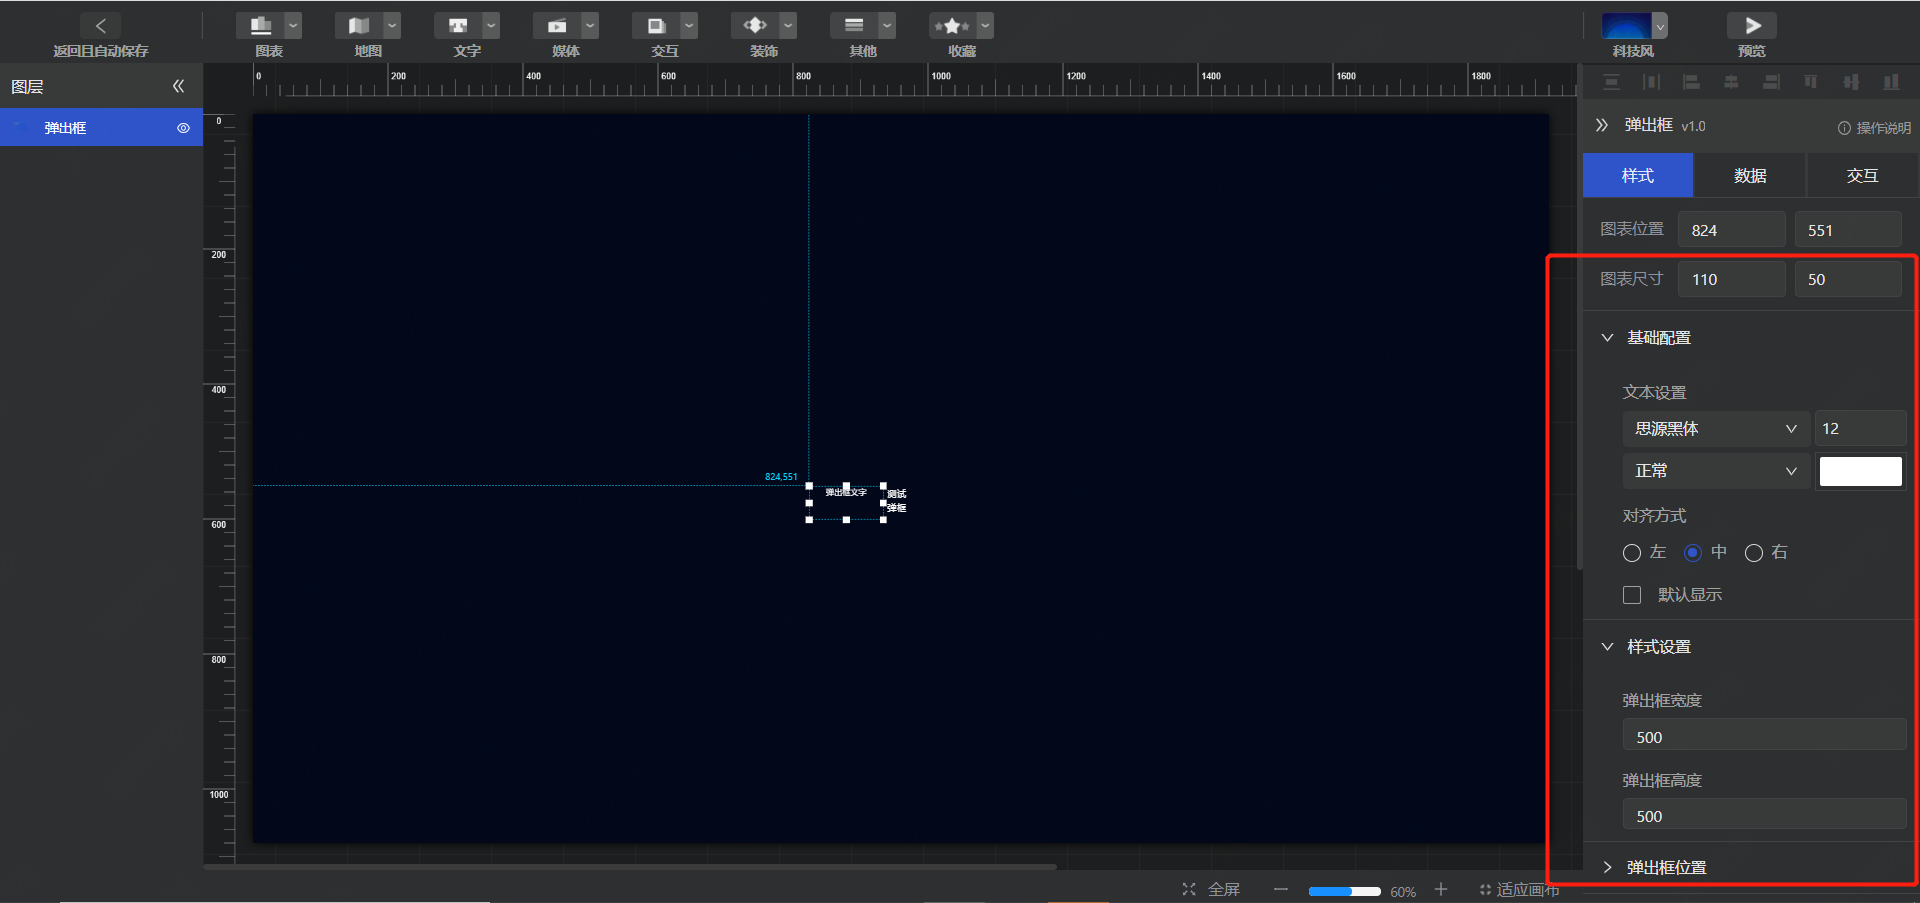 返回且自动保存
图表
地图
文字
媒体
交互
装饰
其他
收藏
科技风
预览
图层
弹出框
0
200
400
600
800
1000
1200
1400
1600
1800
0
200
400
600
800
1000
824,551
弹出框文字
测试
弹框
弹出框 v1.0
操作说明
样式
数据
交互
图表位置
824
551
图表尺寸
110
50
基础配置
文本设置
思源黑体
12
正常
对齐方式
左
中
右
默认显示
样式设置
弹出框宽度
500
弹出框高度
500
弹出框位置
全屏
60%
适应画布